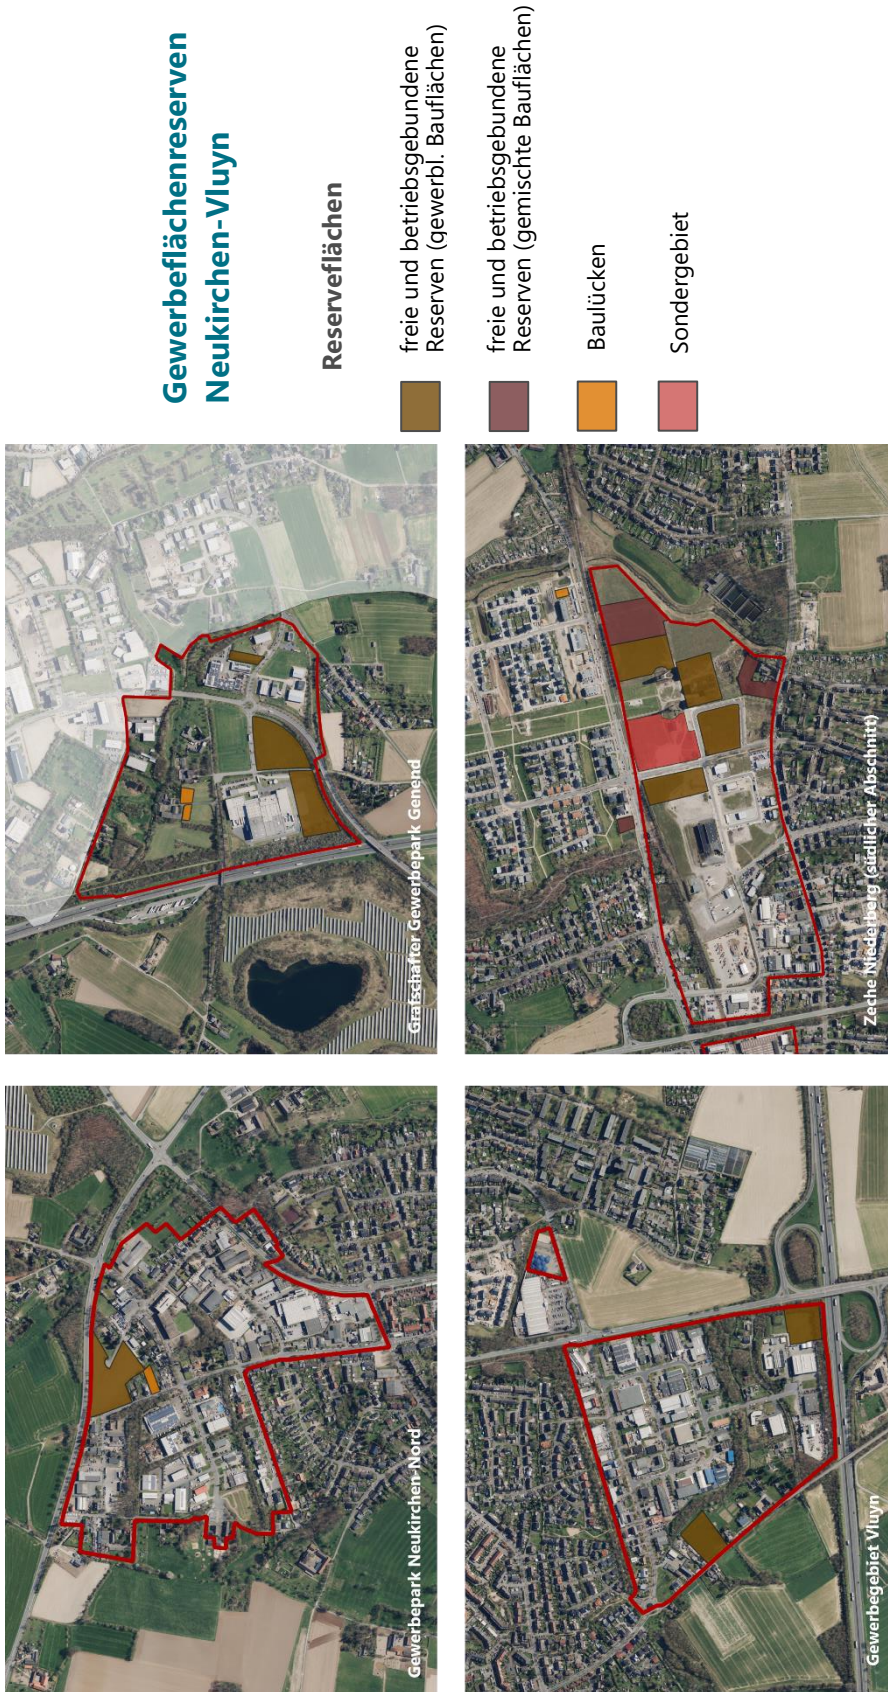 Gewerbeflächenreserven
Neukirchen-Vluyn
Reserveflächen
freie und betriebsgebundene
Reserven (gewerbl. Bauflächen)
freie und betriebsgebundene
Reserven (gemischte Bauflächen)
Baulücken
Sondergebiet
Gewerbepark Neukirchen-Nord
Grafschafter Gewerbepark Genend
Gewerbegebiet Vluyn
Zeche Niederberg (südlicher Abschnitt)